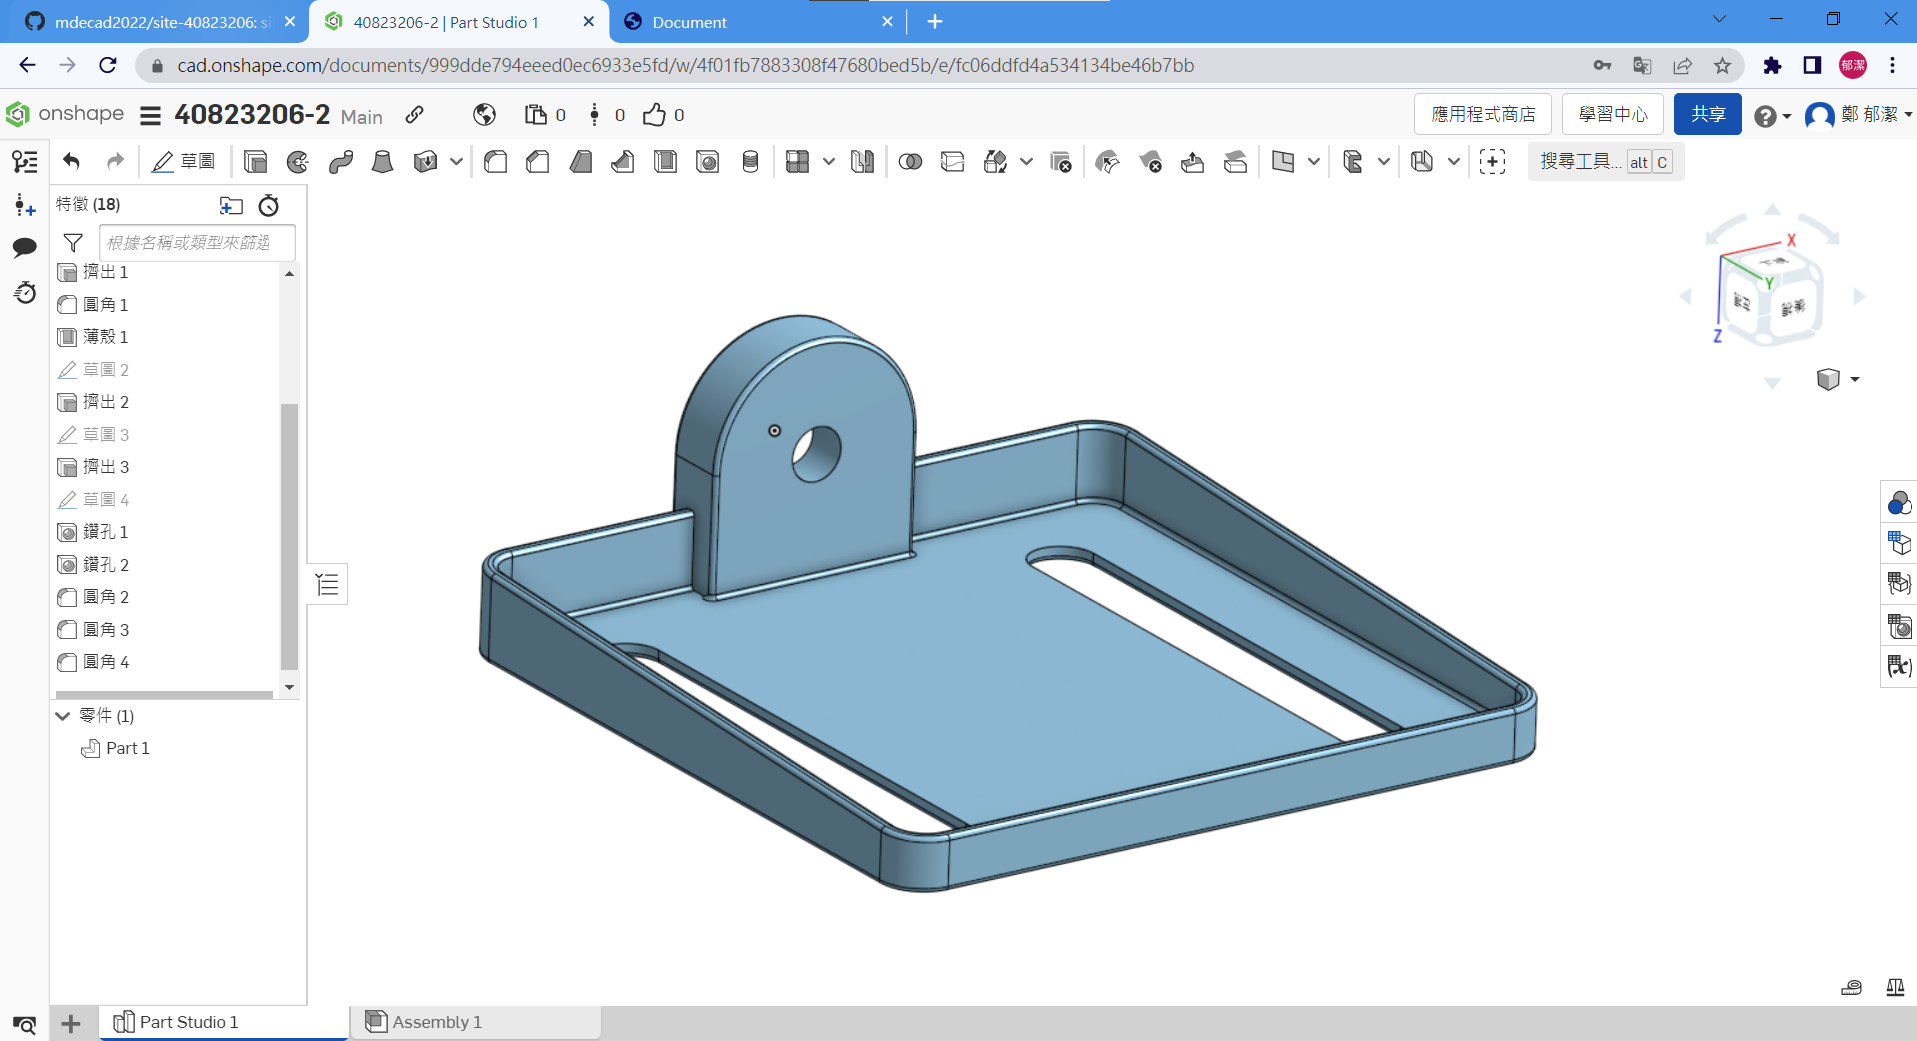 mdecad2022/site-40823206: si
40823206-2 | Part Studio 1
Document
cad.onshape.com/documents/999dde794eeed0ec6933e5fd/w/4f01fb7883308f47680bed5b/e/fc06ddfd4a534134be46b7bb
郁潔
onshape
40823206-2 Main
0
0
0
應用程式商店
學習中心
共享
鄭 郁潔
草圖
搜尋工具... alt C
特徵 (18)
根據名稱或類型來篩選
擠出 1
圓角 1
薄殼 1
草圖 2
擠出 2
草圖 3
擠出 3
草圖 4
鑽孔 1
鑽孔 2
圓角 2
圓角 3
圓角 4
零件 (1)
Part 1
X
Y
Z
Part Studio 1
Assembly 1